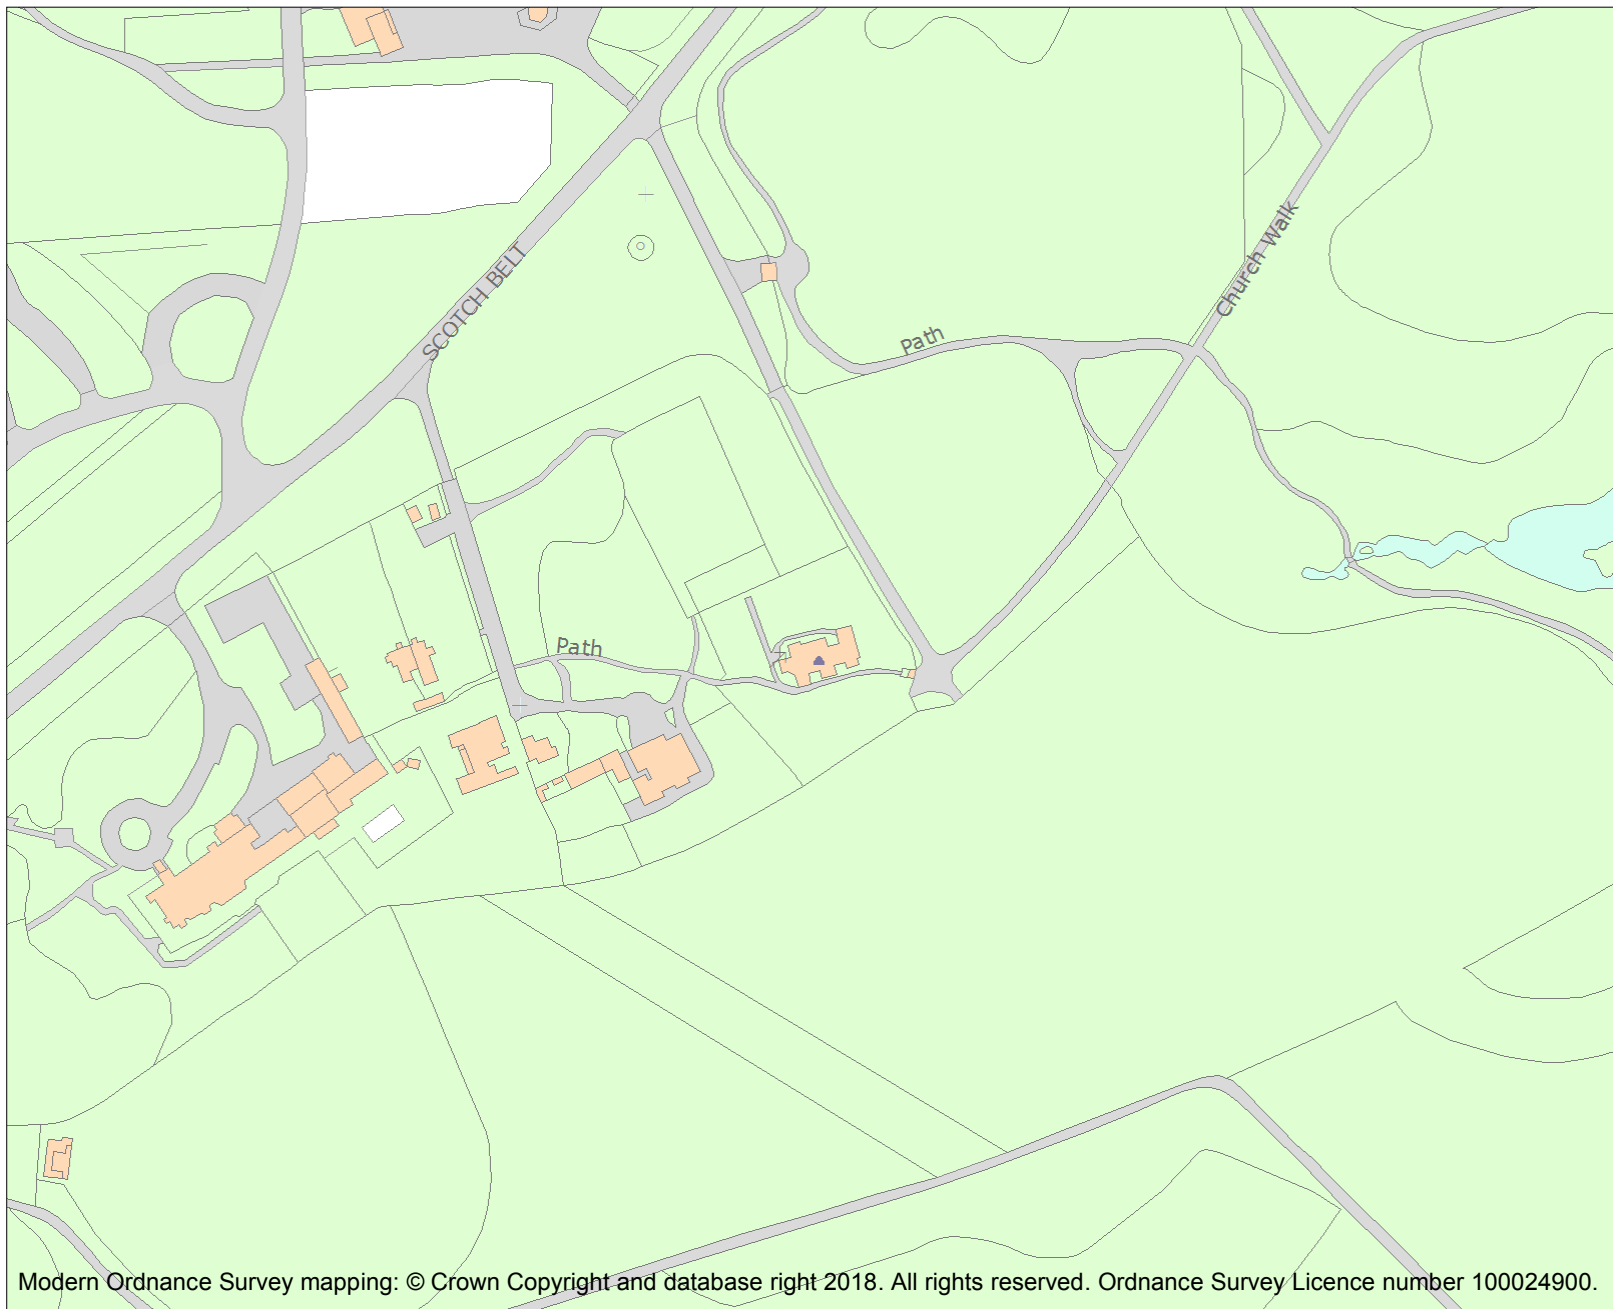 SCOTCH BELT
Church Walk
Path
Path
Modern Ordnance Survey mapping: © Crown Copyright and database right 2018. All rights reserved. Ordnance Survey Licence number 100024900.